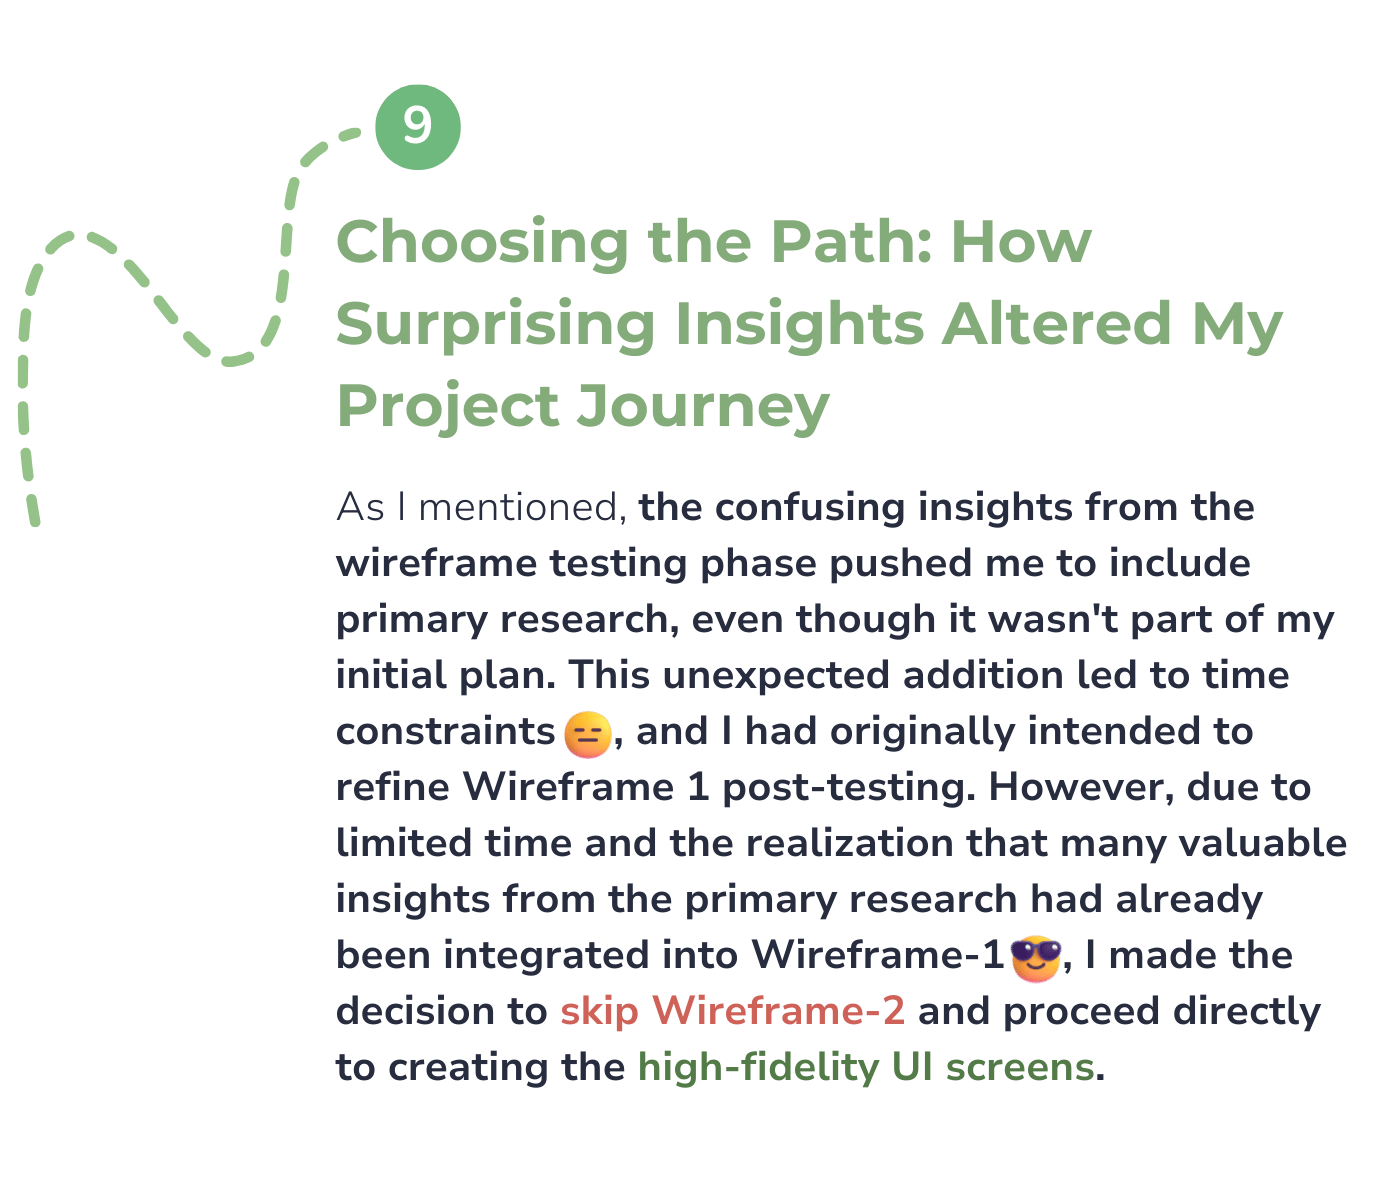 9
Choosing the Path: How
Surprising Insights Altered My
Project Journey
As I mentioned, the confusing insights from the
wireframe testing phase pushed me to include
primary research, even though it wasn't part of my
initial plan. This unexpected addition led to time
constraints 😑, and I had originally intended to
refine Wireframe 1 post-testing. However, due to
limited time and the realization that many valuable
insights from the primary research had already
been integrated into Wireframe-1😎, I made the
decision to skip Wireframe-2 and proceed directly
to creating the high-fidelity UI screens.